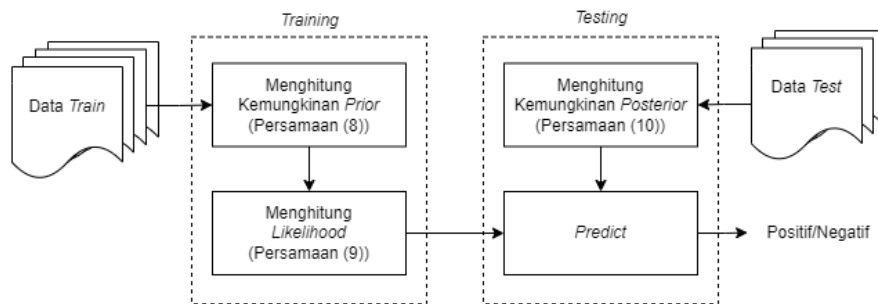 Training
Testing
Data Train
Menghitung
Kemungkinan Prior
(Persamaan (8))
Menghitung
Kemungkinan Posterior
(Persamaan (10))
Data Test
Menghitung
Likelihood
(Persamaan (9))
Predict
Positif/Negatif